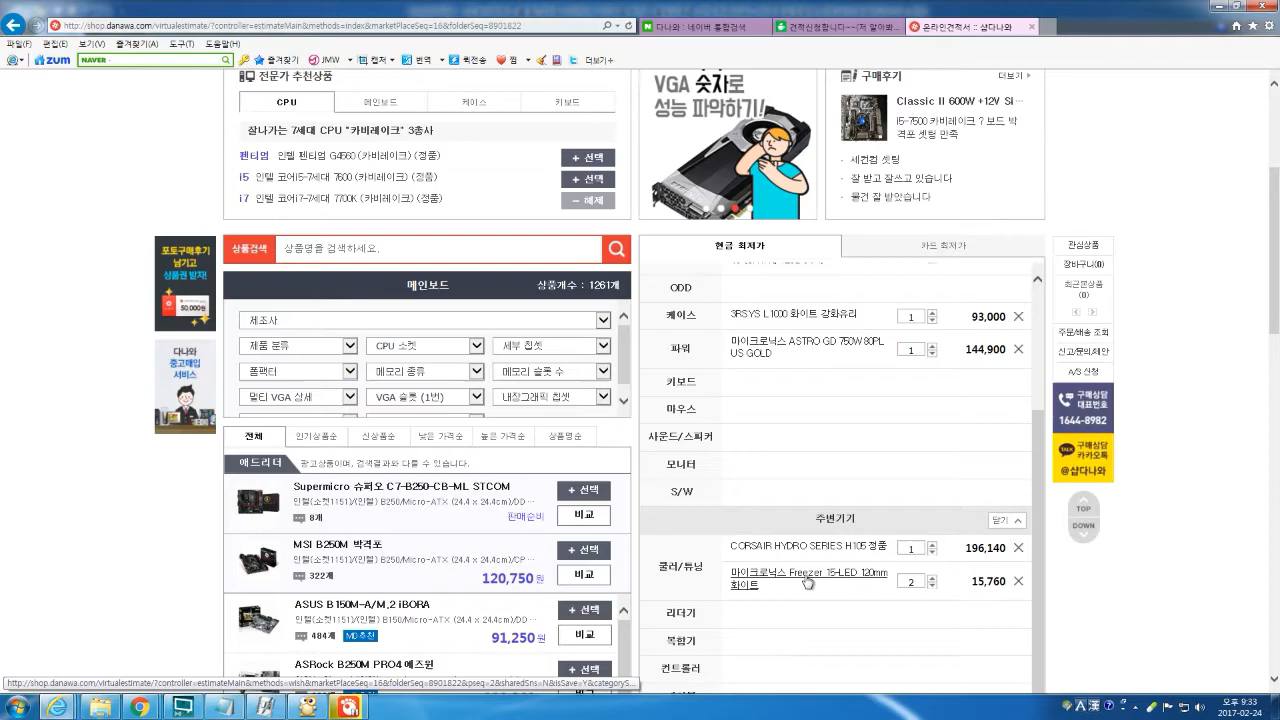 http://shop.danawa.com/virtualestimate/?controller=estimateMain&methods=index&marketPlaceSeq=16&folderSeq=8901822
다나와 : 네이버 통합검색
견적신청합니다~~(저 알아봐...
온라인견적서 :: 샵다나와
파일(F) 편집(E) 보기(V) 즐겨찾기(A) 도구(T) 도움말(H)
zum NAVER 즐겨찾기 JMW 캡처 번역 퀵전송 찜 더보기+
전문가 추천상품
CPU 메인보드 케이스 키보드
잘나가는 7세대 CPU "카비레이크" 3종사
펜티엄 인텔 펜티엄 G4560 (카비레이크) (정품) + 선택
i5 인텔 코어i5-7세대 7600 (카비레이크) (정품) + 선택
i7 인텔 코어i7-7세대 7700K (카비레이크) (정품) - 해제
VGA 숫자로
성능 파악하기!
구매후기 더보기
Classic II 600W +12V Si ···
i5-7500 카비레이크 ? 보드 박
격포 셋팅 만족
· 세컨컴 셋팅
· 잘 받고 잘쓰고 있습니다
· 물건 잘 받았습니다
포토구매후기
남기고
상품권 받자!
50,000원
다나와
중고매입
서비스
상품검색 상품명을 검색하세요.
메인보드 상품개수 : 1261개
제조사
제품 분류 CPU 소켓 세부 칩셋
폼팩터 메모리 종류 메모리 슬롯 수
멀티 VGA 상세 VGA 슬롯 (1번) 내장그래픽 칩셋
전체 인기상품순 신상품순 낮은 가격순 높은 가격순 상품명순
애드리더 광고상품이며, 검색결과와 다를 수 있습니다.
Supermicro 슈퍼오 C7-B250-CB-ML STCOM + 선택
인텔(소켓1151)/(인텔) B250/Micro-ATX (24.4 x 24.4cm)/DD ···
8개 판매준비 비교
MSI B250M 박격포 + 선택
인텔(소켓1151)/(인텔) B250/Micro-ATX (24.4 x 24.4cm)/DD ···
322개 120,750 원 비교
ASUS B150M-A/M.2 iBORA + 선택
인텔(소켓1151)/(인텔) B150/Micro-ATX (24.4 x 24.4cm)/DD ···
484개 MD추천 91,250원 비교
ASRock B250M PRO4 에즈윈 + 선택
현금 최저가 카드 최저가
ODD
케이스 3RSYS L1000 화이트 강화유리 1 93,000
파워 마이크로닉스 ASTRO GD 750W 80PL
US GOLD 1 144,900
키보드
마우스
사운드/스피커
모니터
S/W
주변기기 닫기
쿨러/튜닝 CORSAIR HYDRO SERIES H105 정품 1 196,140
마이크로닉스 Freezer 15-LED 120mm
화이트 2 15,760
리더기
복합기
컨트롤러
관심상품
장바구니(0)
최근본상품
(0)
주문/배송 조회
신고/문의/제안
A/S 신청
구매상담
대표번호
1644-8982
TALK 구매상담
카카오톡
@샵다나와
TOP
DOWN
http://shop.danawa.com/virtualestimate/?controller=estimateMain&methods=wish&marketPlaceSeq=16&folderSeq=8901822&pseq=2&sharedSns=N&isSave=Y&categoryS...
오후 9:33
2017-02-24